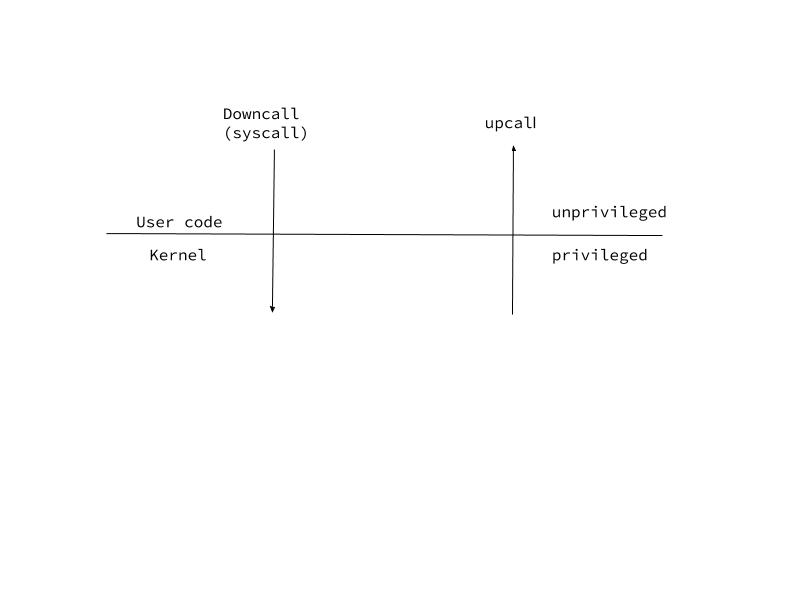 Downcall
(syscall)
upcall
User code
unprivileged
Kernel
privileged